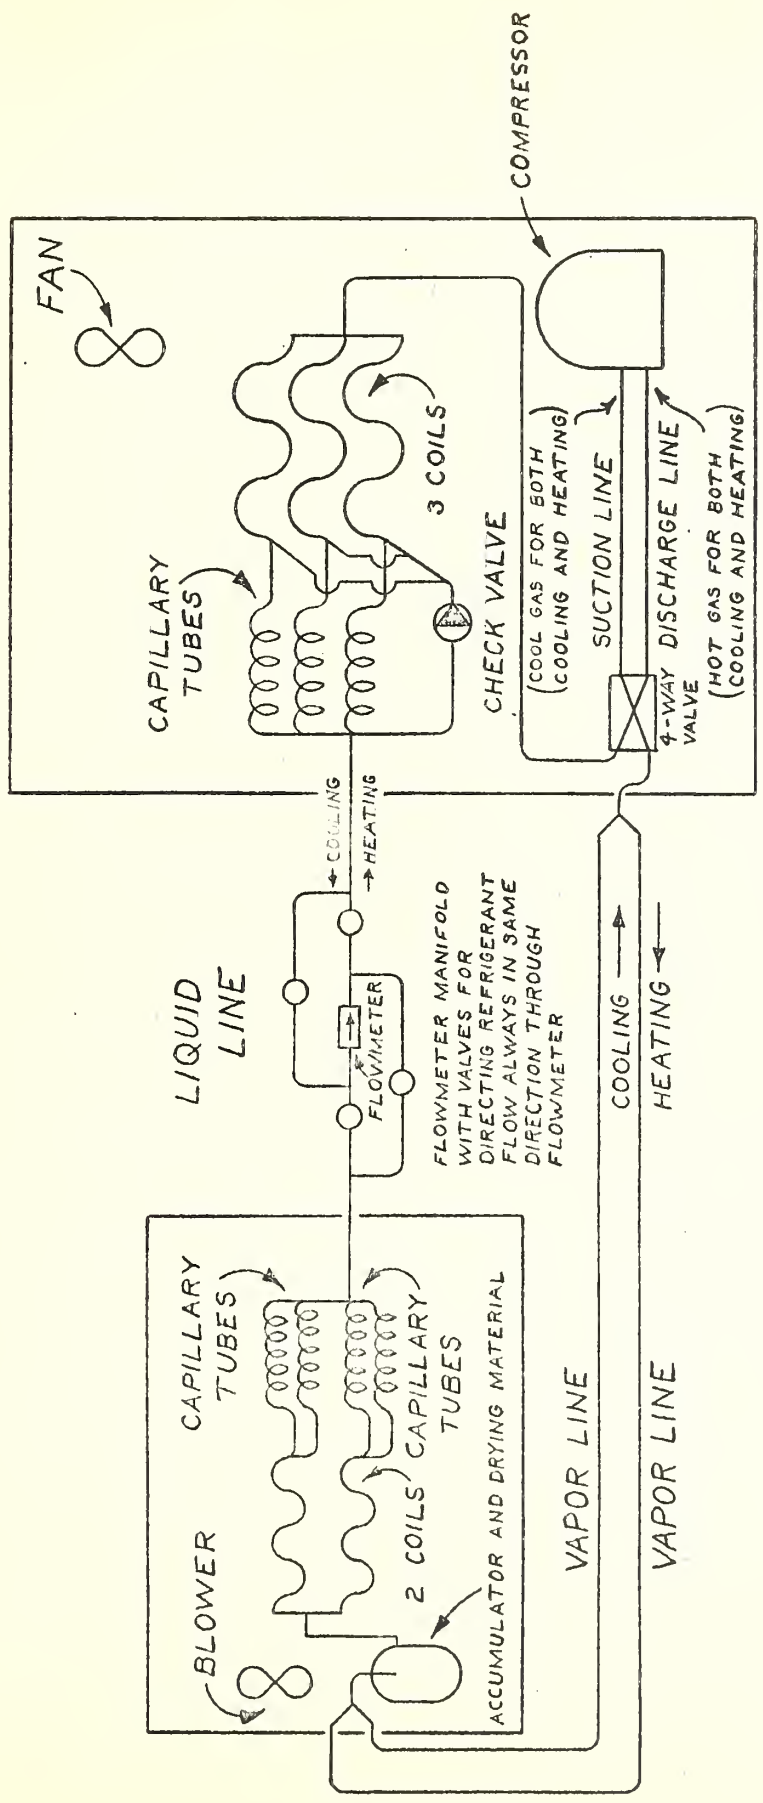 BLOWER
CAPILLARY
TUBES
2 COILS
CAPILLARY
TUBES
ACCUMULATOR AND DRYING MATERIAL
LIQUID
LINE
← COOLING
→ HEATING
FLOWMETER
FLOWMETER MANIFOLD
WITH VALVES FOR
DIRECTING REFRIGERANT
FLOW ALWAYS IN SAME
DIRECTION THROUGH
FLOWMETER
FAN
CAPILLARY
TUBES
3 COILS
CHECK VALVE
COMPRESSOR
(COOL GAS FOR BOTH
COOLING AND HEATING)
SUCTION LINE
4-WAY
VALVE
DISCHARGE LINE
(HOT GAS FOR BOTH
COOLING AND HEATING)
VAPOR LINE
COOLING →
HEATING ←
VAPOR LINE